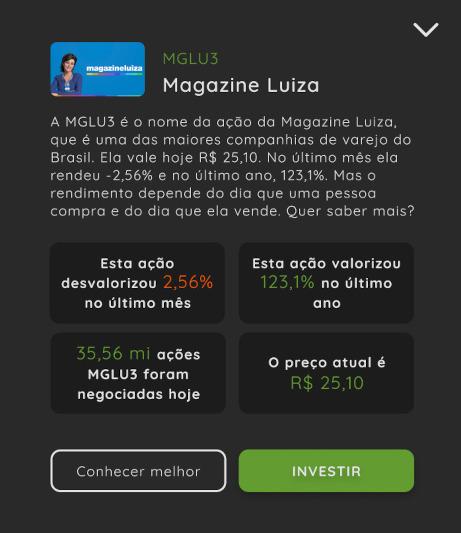 MGLU3
magazineluiza
Magazine Luiza
A MGLU3 é o nome da ação da Magazine Luiza,
que é uma das maiores companhias de varejo do
Brasil. Ela vale hoje R$ 25,10. No último mês ela
rendeu -2,56% e no último ano, 123,1%. Mas o
rendimento depende do dia que uma pessoa
compra e do dia que ela vende. Quer saber mais?
Esta ação
desvalorizou 2,56%
no último mês
Esta ação valorizou
123,1% no último
ano
35,56 mi ações
MGLU3 foram
negociadas hoje
O preço atual é
R$ 25,10
Conhecer melhor
INVESTIR